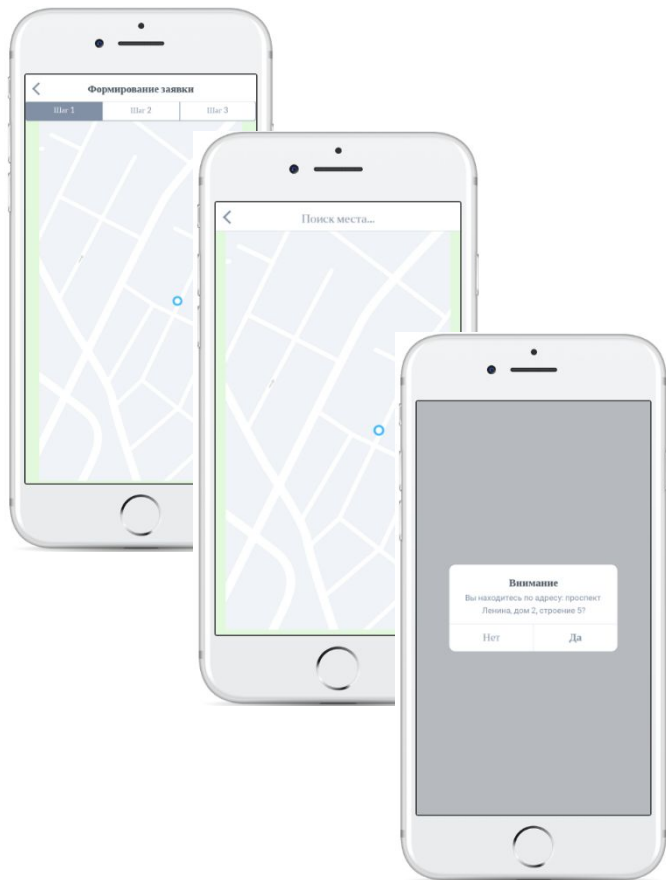 Формирование заявки
Шаг 1 Шаг 2 Шаг 3
Поиск места...
Внимание
Вы находитесь по адресу: проспект
Ленина, дом 2, строение 5?
Нет Да